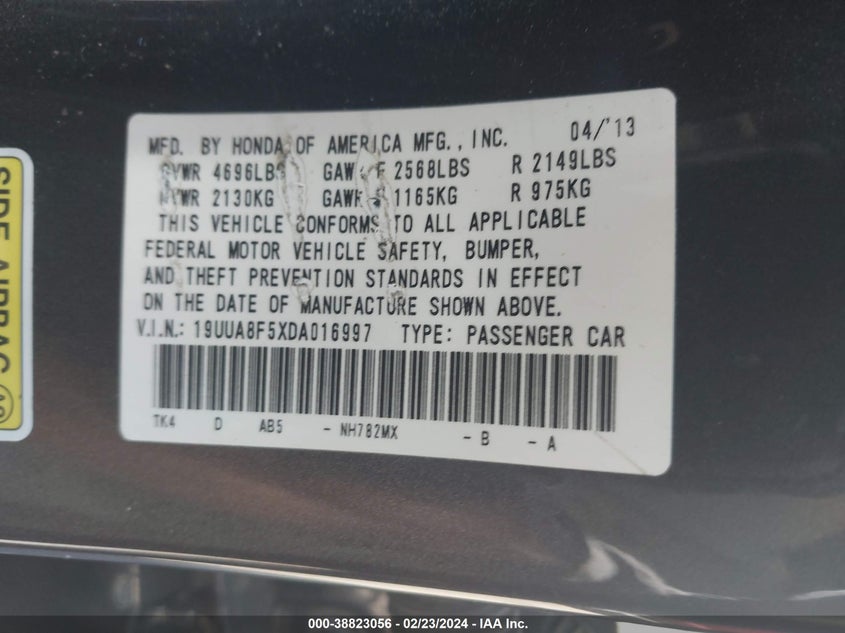 MFD. BY HONDA OF AMERICA MFG., INC. 04/'13
GVWR 4696LBS GAWR F 2568LBS R 2149LBS
GVWR 2130KG GAWR F 1165KG R 975KG
THIS VEHICLE CONFORMS TO ALL APPLICABLE
FEDERAL MOTOR VEHICLE SAFETY, BUMPER,
AND THEFT PREVENTION STANDARDS IN EFFECT
ON THE DATE OF MANUFACTURE SHOWN ABOVE.
V.I.N.: 19UUA8F5XDA016997 TYPE: PASSENGER CAR
TK4 D AB5 - NH782MX - B - A
SIDE AIRBAG
000-38823056 - 02/23/2024 - IAA Inc.